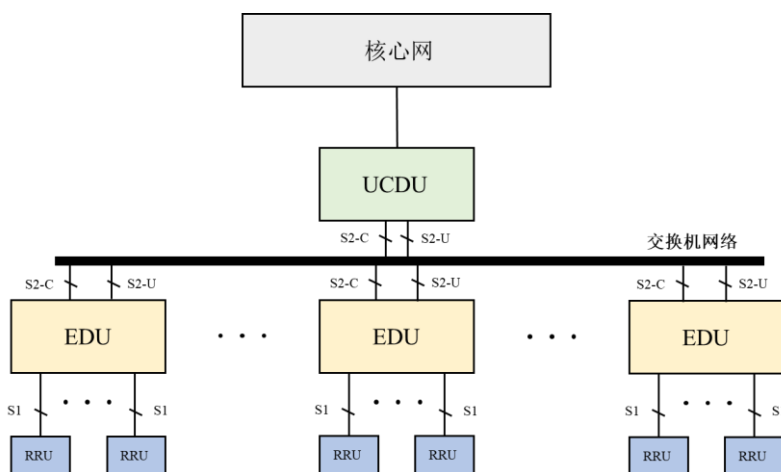 核心网
UCDU
S2-C S2-U
交换机网络
S2-C S2-U S2-C S2-U S2-C S2-U
EDU EDU EDU
S1 S1 S1 S1 S1 S
RRU RRU RRU RRU RRU RRU